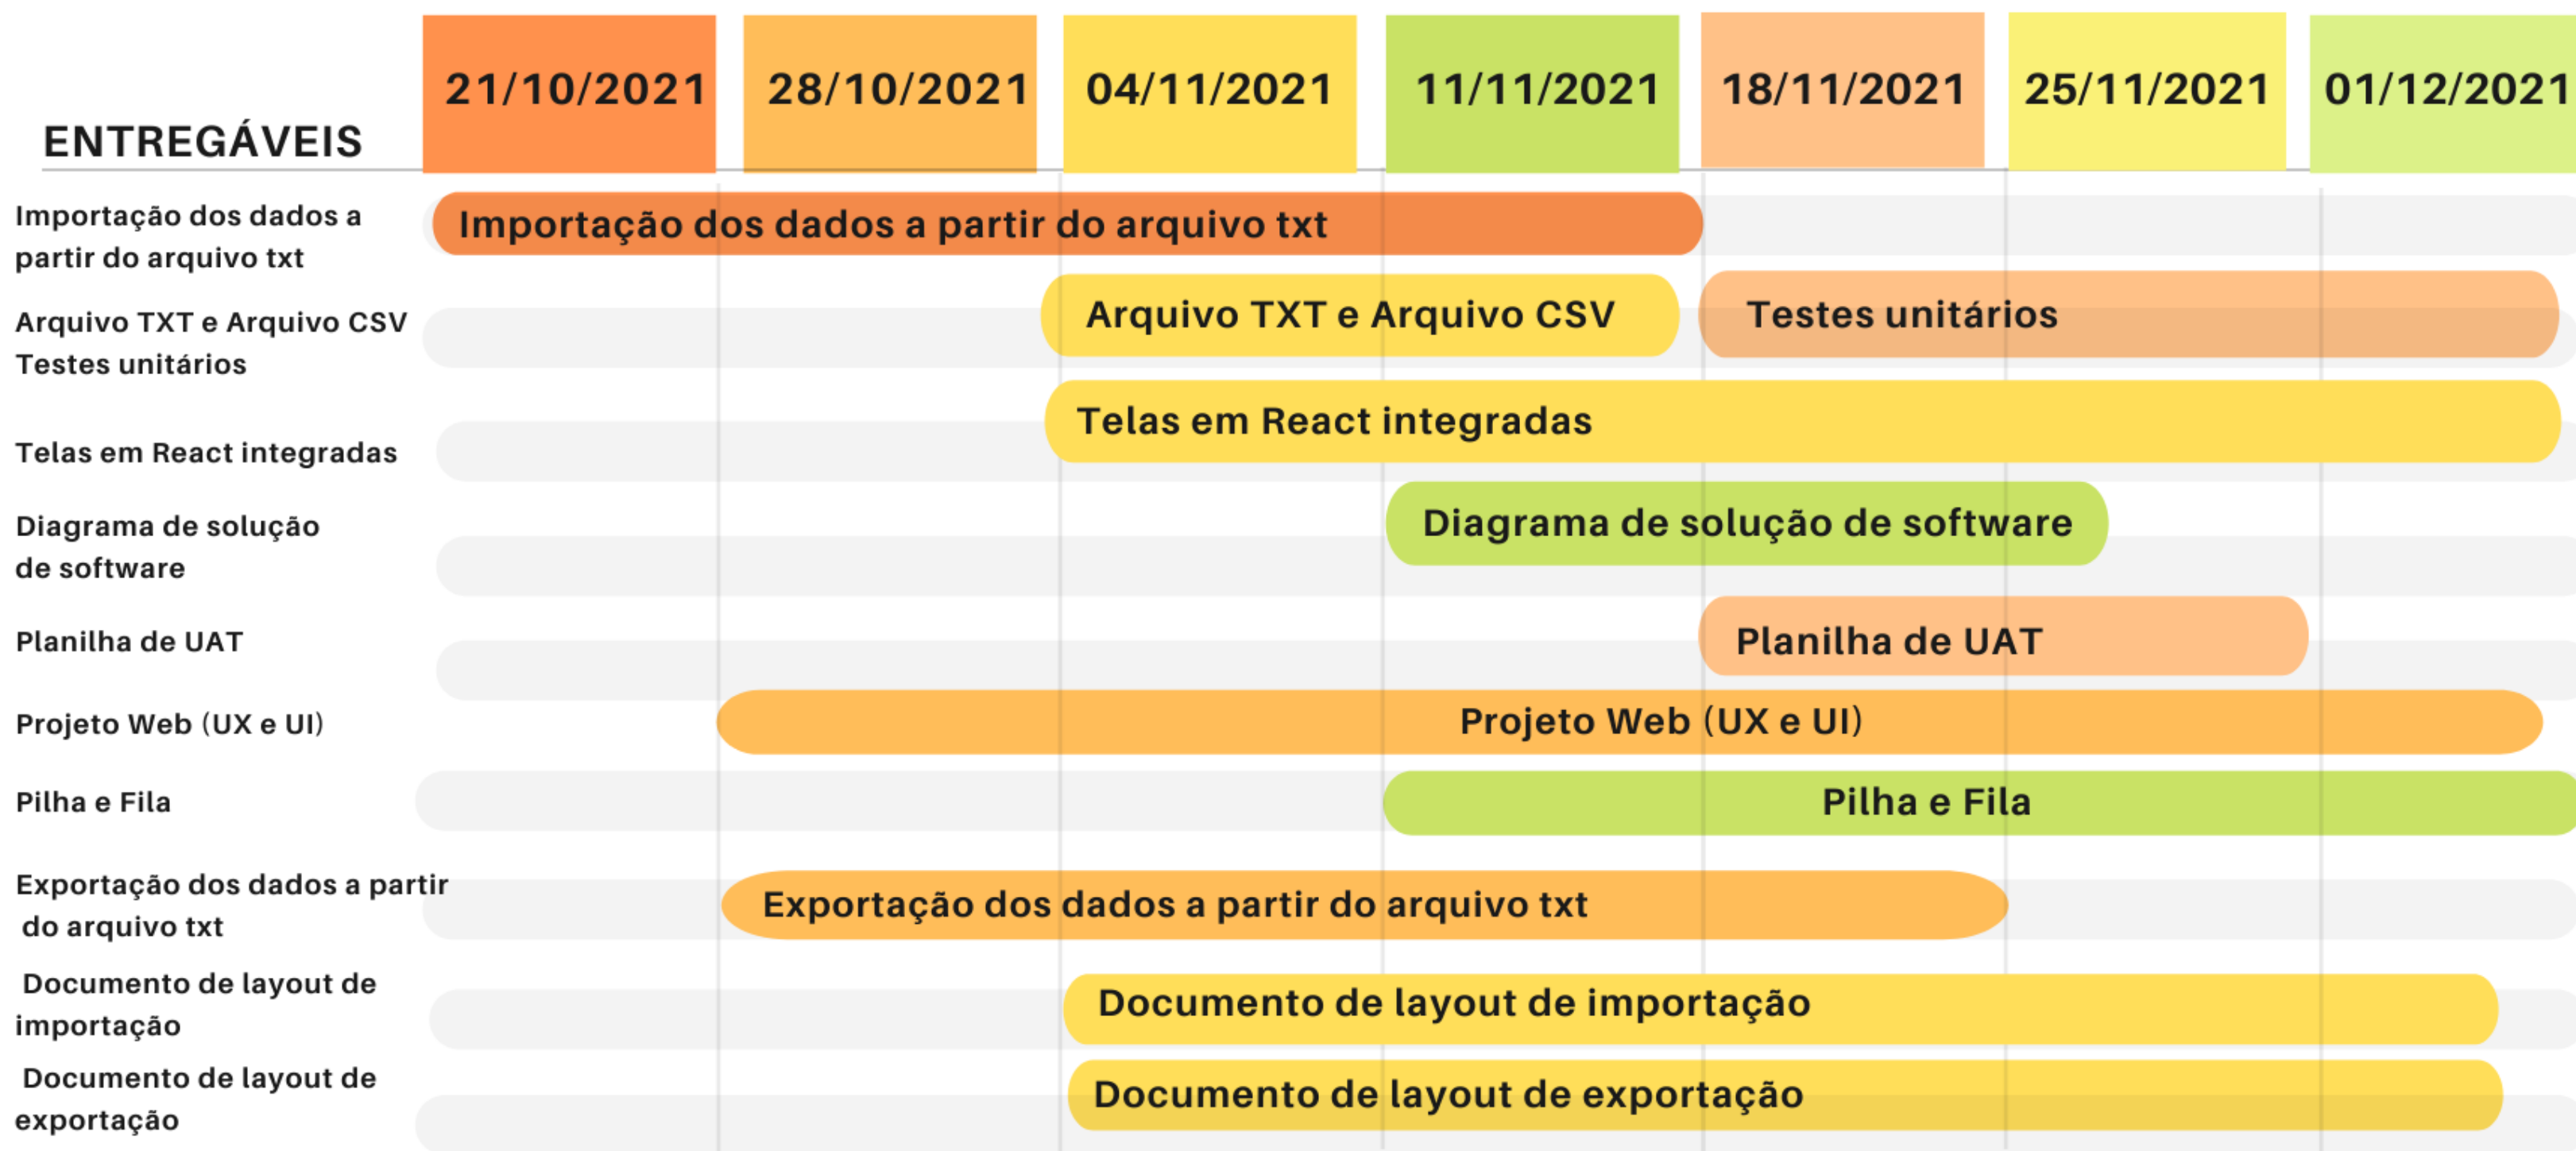 21/10/2021 28/10/2021 04/11/2021 11/11/2021 18/11/2021 25/11/2021 01/12/2021
ENTREGÁVEIS
Importação dos dados a
partir do arquivo txt
Importação dos dados a partir do arquivo txt
Arquivo TXT e Arquivo CSV
Testes unitários
Arquivo TXT e Arquivo CSV
Testes unitários
Telas em React integradas
Telas em React integradas
Diagrama de solução
de software
Diagrama de solução de software
Planilha de UAT
Planilha de UAT
Projeto Web (UX e UI)
Projeto Web (UX e UI)
Pilha e Fila
Pilha e Fila
Exportação dos dados a partir
do arquivo txt
Exportação dos dados a partir do arquivo txt
Documento de layout de
importação
Documento de layout de importação
Documento de layout de
exportação
Documento de layout de exportação